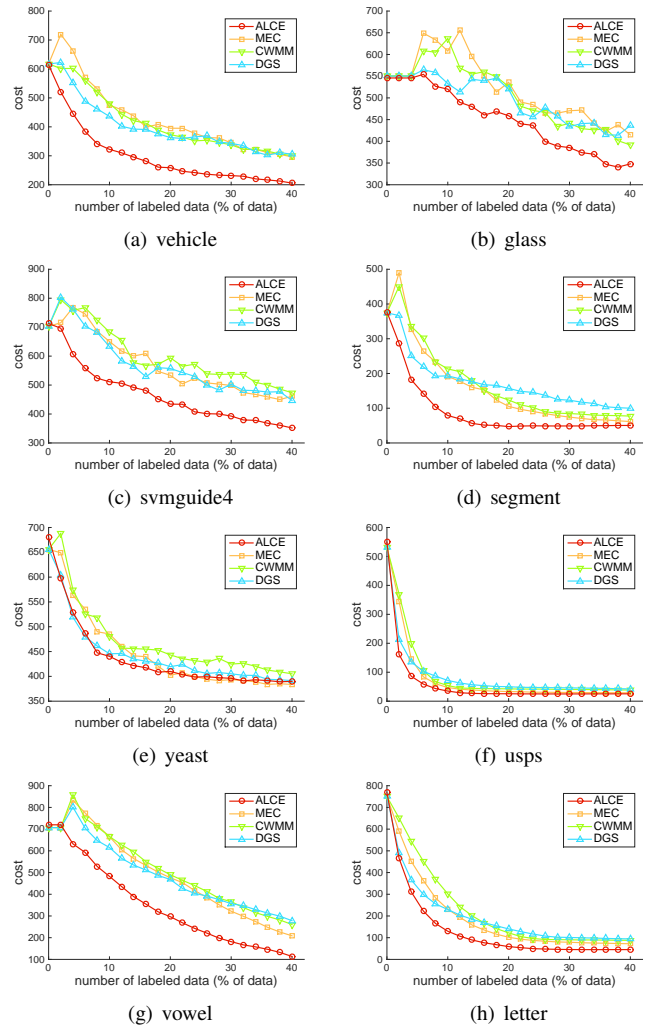 800
700
600
500
400
300
200
cost
0 10 20 30 40
number of labeled data (% of data)
ALCE
MEC
CWMM
DGS
(a) vehicle
700
650
600
550
500
450
400
350
300
cost
0 10 20 30 40
number of labeled data (% of data)
ALCE
MEC
CWMM
DGS
(b) glass
900
800
700
600
500
400
300
cost
0 10 20 30 40
number of labeled data (% of data)
ALCE
MEC
CWMM
DGS
(c) svmguide4
500
400
300
200
100
0
cost
0 10 20 30 40
number of labeled data (% of data)
ALCE
MEC
CWMM
DGS
(d) segment
700
650
600
550
500
450
400
350
cost
0 10 20 30 40
number of labeled data (% of data)
ALCE
MEC
CWMM
DGS
(e) yeast
600
500
400
300
200
100
0
cost
0 10 20 30 40
number of labeled data (% of data)
ALCE
MEC
CWMM
DGS
(f) usps
900
800
700
600
500
400
300
200
100
cost
0 10 20 30 40
number of labeled data (% of data)
ALCE
MEC
CWMM
DGS
(g) vowel
800
700
600
500
400
300
200
100
0
cost
0 10 20 30 40
number of labeled data (% of data)
ALCE
MEC
CWMM
DGS
(h) letter